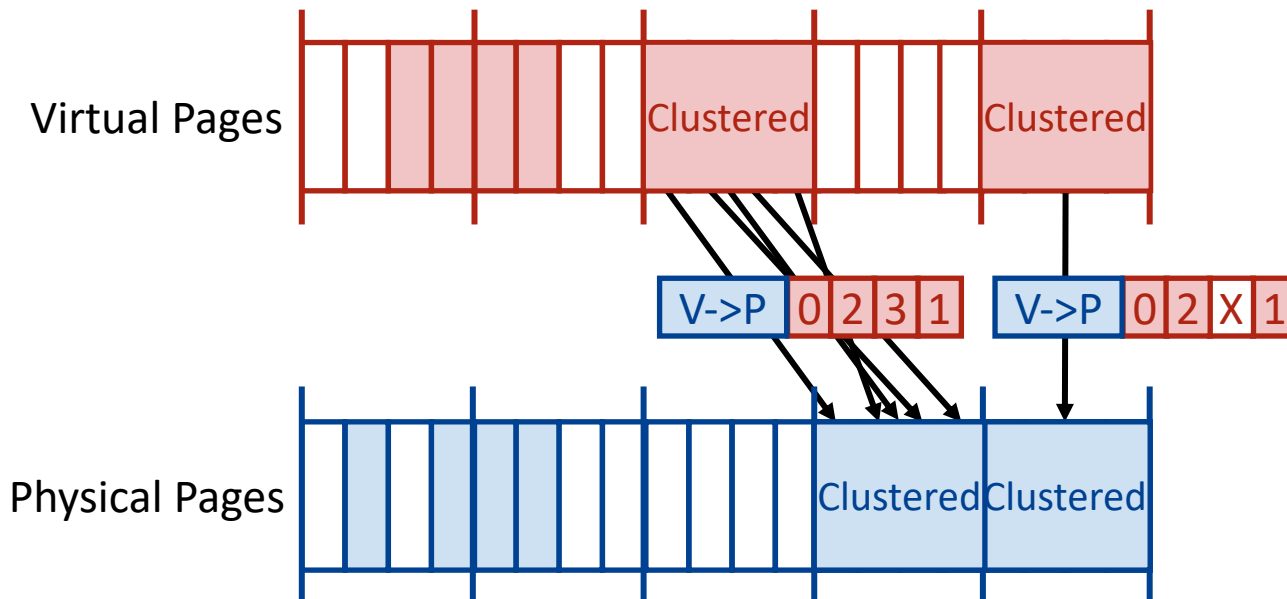 Virtual Pages
Clustered
Clustered
V->P 0 2 3 1
V->P 0 2 X 1
Physical Pages
Clustered
Clustered